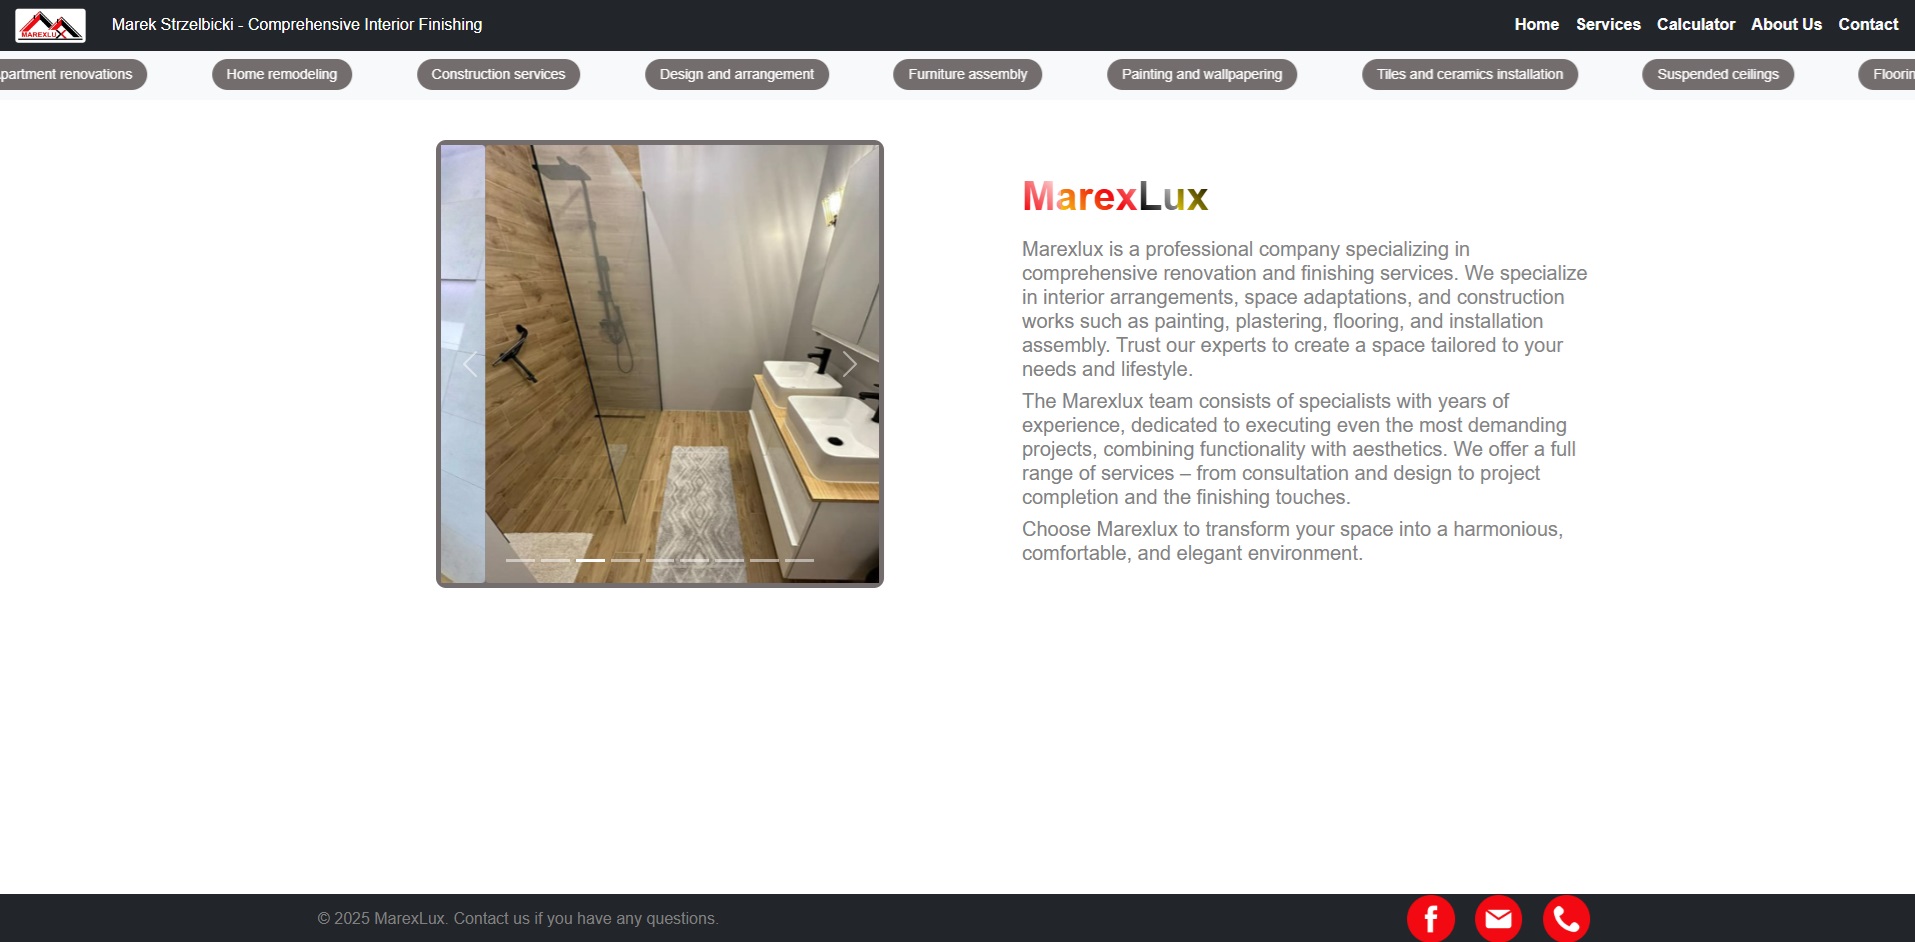 MAREXLUX
Marek Strzelbicki - Comprehensive Interior Finishing
Home Services Calculator About Us Contact
partment renovations Home remodeling Construction services Design and arrangement Furniture assembly Painting and wallpapering Tiles and ceramics installation Suspended ceilings Floorin
MarexLux
Marexlux is a professional company specializing in
comprehensive renovation and finishing services. We specialize
in interior arrangements, space adaptations, and construction
works such as painting, plastering, flooring, and installation
assembly. Trust our experts to create a space tailored to your
needs and lifestyle.
The Marexlux team consists of specialists with years of
experience, dedicated to executing even the most demanding
projects, combining functionality with aesthetics. We offer a full
range of services – from consultation and design to project
completion and the finishing touches.
Choose Marexlux to transform your space into a harmonious,
comfortable, and elegant environment.
© 2025 MarexLux. Contact us if you have any questions.